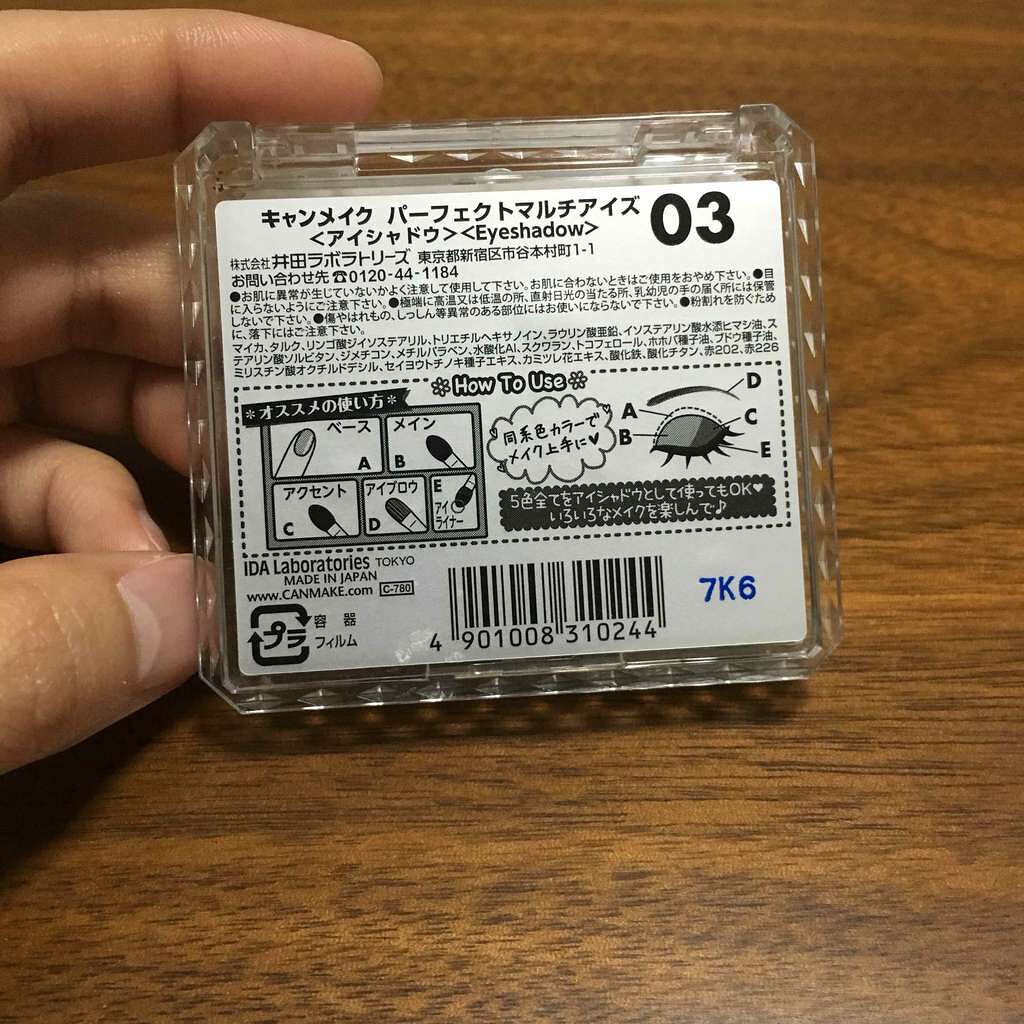 キャンメイク パーフェクトマルチアイズ 03
<アイシャドウ><Eyeshadow>
株式会社 井田ラボラトリーズ 東京都新宿区市谷本村町1-1
お問い合わせ先☎0120-44-1184
●お肌に異常が生じていないかよく注意して使用して下さい。お肌に合わないときはご使用をおやめ下さい。●目
に入らないようにご注意下さい。●極端に高温又は低温の所、直射日光の当たる所、乳幼児の手の届く所には保管
しないで下さい。●傷やはれもの、しっしん等異常のある部位にはお使いにならないで下さい。●粉割れを防ぐため
に、落下にはご注意下さい。
マイカ、タルク、リンゴ酸ジイソステアリル、トリエチルヘキサノイン、ラウリン酸亜鉛、イソステアリン酸水添ヒマシ油、ス
テアリン酸ソルビタン、ジメチコン、メチルパラベン、水酸化Al、スクワラン、トコフェロール、ホホバ種子油、ブドウ種子油、
ミリスチン酸オクチルドデシル、セイヨウトチノキ種子エキス、カミツレ花エキス、酸化鉄、酸化チタン、赤202、赤226
How To Use
*オススメの使い方*
ベース
A
メイン
B
アクセント
C
アイブロウ
D
E
アイ
ライナー
同系色カラーで
メイク上手に♥
A
B
D
C
E
5色全てをアイシャドウとして使ってもOK♥
いろいろなメイクを楽しんで♪
IDA Laboratories TOKYO
MADE IN JAPAN
www.CANMAKE.com C-780
プラ
容器
フィルム
4 901008 310244
7K6